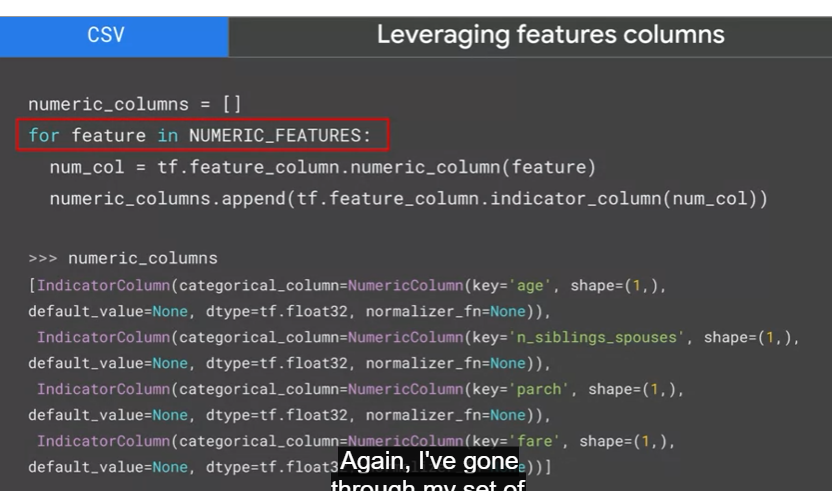 CSV
Leveraging features columns
numeric_columns = []
for feature in NUMERIC_FEATURES:
  num_col = tf.feature_column.numeric_column(feature)
  numeric_columns.append(tf.feature_column.indicator_column(num_col))
>>> numeric_columns
[IndicatorColumn(categorical_column=NumericColumn(key='age', shape=(1,),
default_value=None, dtype=tf.float32, normalizer_fn=None)),
 IndicatorColumn(categorical_column=NumericColumn(key='n_siblings_spouses', shape=(1,),
default_value=None, dtype=tf.float32, normalizer_fn=None)),
 IndicatorColumn(categorical_column=NumericColumn(key='parch', shape=(1,),
default_value=None, dtype=tf.float32, normalizer_fn=None)),
 IndicatorColumn(categorical_column=NumericColumn(key='fare', shape=(1,),
default_value=None, dtype=tf.float3 e))]
Again, I've gone
through my set of